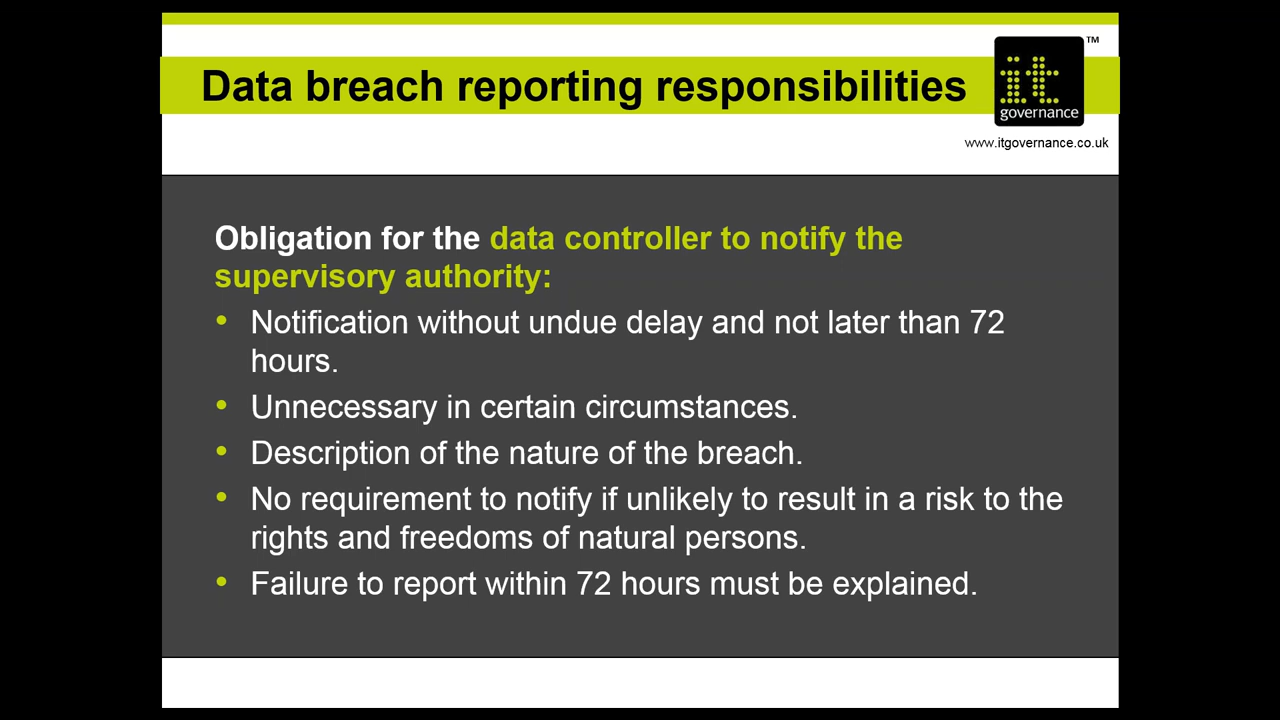 Data breach reporting responsibilities
TM
it
governance
www.itgovernance.co.uk
Obligation for the data controller to notify the
supervisory authority:
• Notification without undue delay and not later than 72
hours.
• Unnecessary in certain circumstances.
• Description of the nature of the breach.
• No requirement to notify if unlikely to result in a risk to the
rights and freedoms of natural persons.
• Failure to report within 72 hours must be explained.